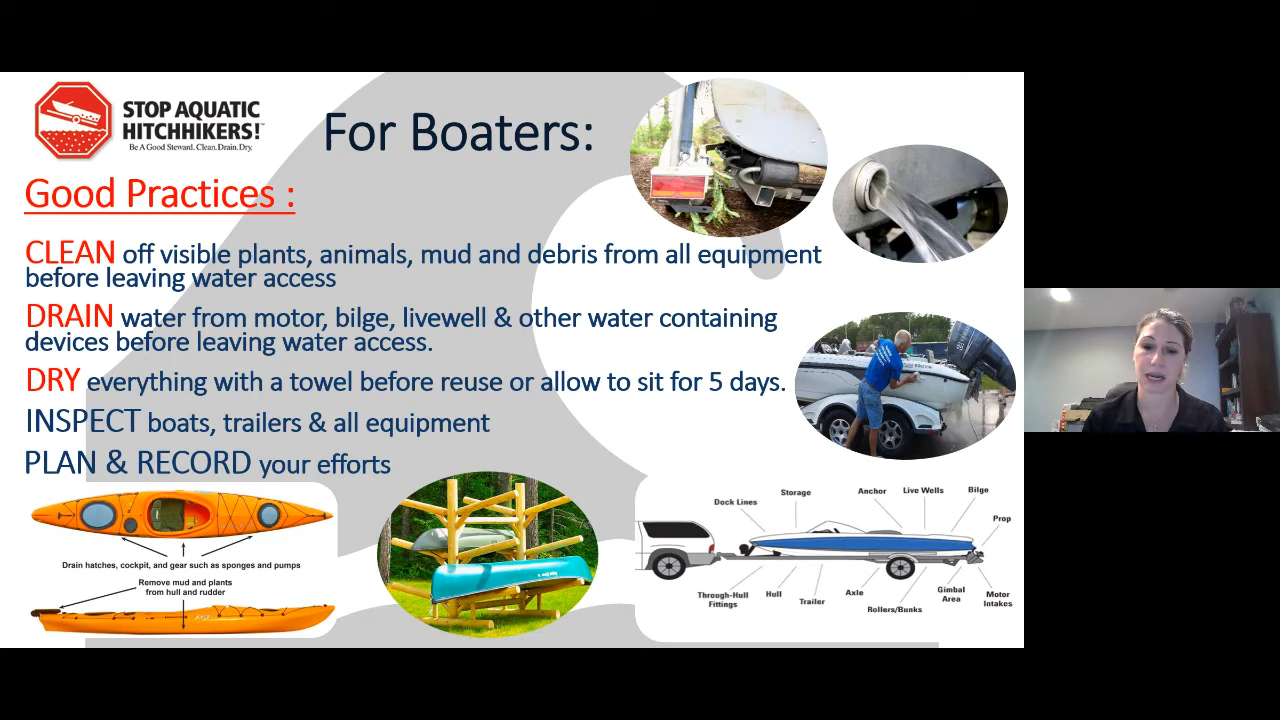 STOP AQUATIC
HITCHHIKERS!™
Be A Good Steward. Clean. Drain. Dry.
For Boaters:
Good Practices :
CLEAN off visible plants, animals, mud and debris from all equipment
before leaving water access
DRAIN water from motor, bilge, livewell & other water containing
devices before leaving water access.
DRY everything with a towel before reuse or allow to sit for 5 days.
INSPECT boats, trailers & all equipment
PLAN & RECORD your efforts
Drain hatches, cockpit, and gear such as sponges and pumps
Remove mud and plants
from hull and rudder
Dock Lines
Storage
Anchor
Live Wells
Bilge
Prop
Through-Hull
Fittings
Hull
Trailer
Axle
Rollers/Bunks
Gimbal
Area
Motor
Intakes